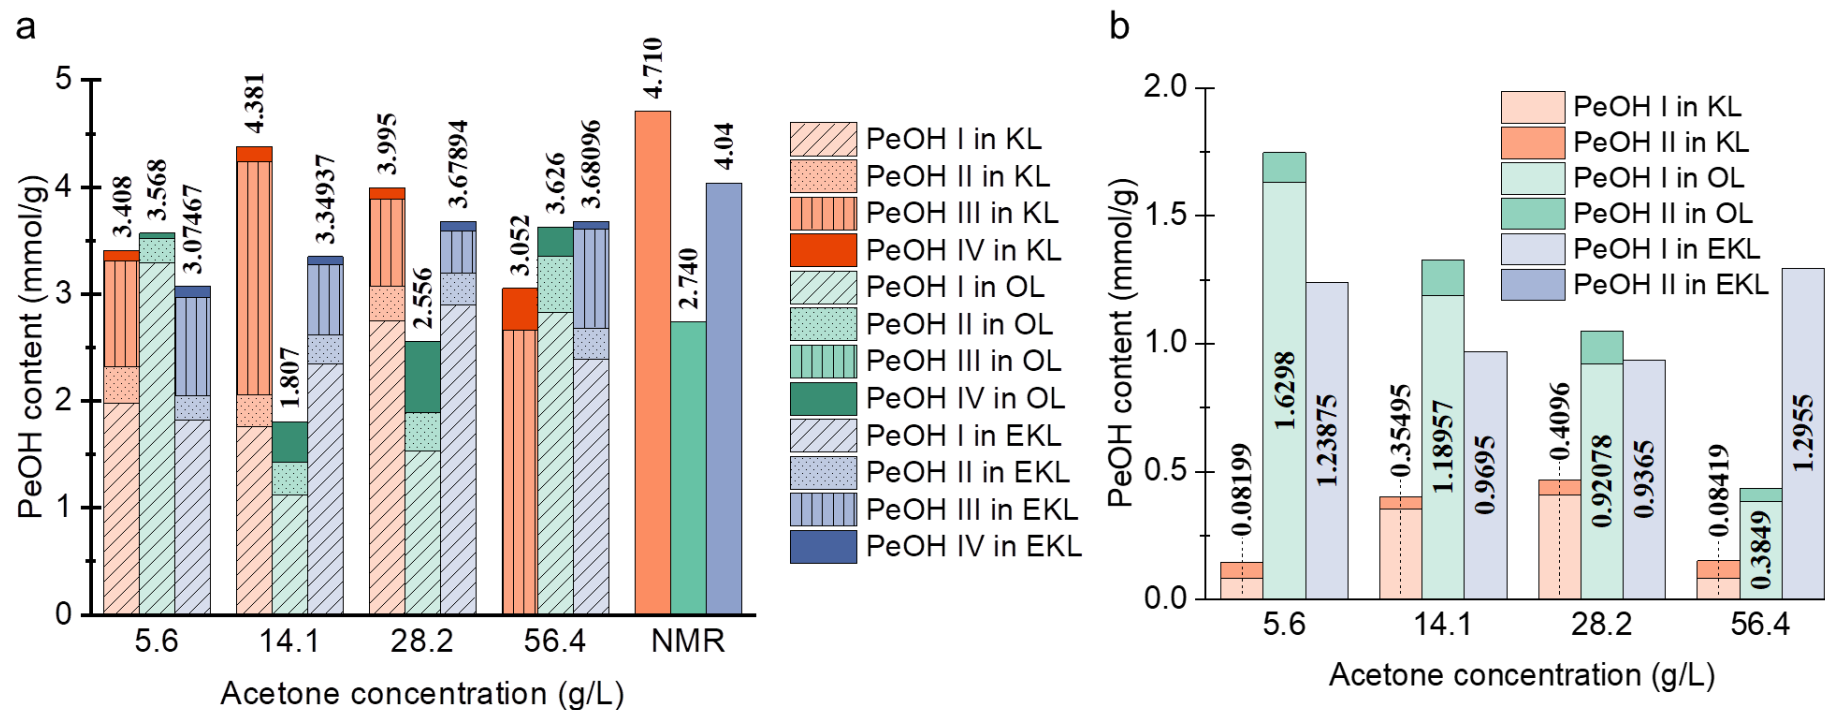 a
PeOH content (mmol/g)
5
4
3
2
1
0
3.408
3.568
3.07467
4.381
1.807
3.34937
3.995
2.556
3.67894
3.052
3.626
3.68096
4.710
2.740
4.04
5.6
14.1
28.2
56.4
NMR
Acetone concentration (g/L)
PeOH I in KL
PeOH II in KL
PeOH III in KL
PeOH IV in KL
PeOH I in OL
PeOH II in OL
PeOH III in OL
PeOH IV in OL
PeOH I in EKL
PeOH II in EKL
PeOH III in EKL
PeOH IV in EKL
b
PeOH content (mmol/g)
2.0
1.5
1.0
0.5
0.0
0.08199
1.6298
1.23875
0.35495
1.18957
0.9695
0.4096
0.92078
0.9365
0.08419
0.3849
1.2955
5.6
14.1
28.2
56.4
Acetone concentration (g/L)
PeOH I in KL
PeOH II in KL
PeOH I in OL
PeOH II in OL
PeOH I in EKL
PeOH II in EKL